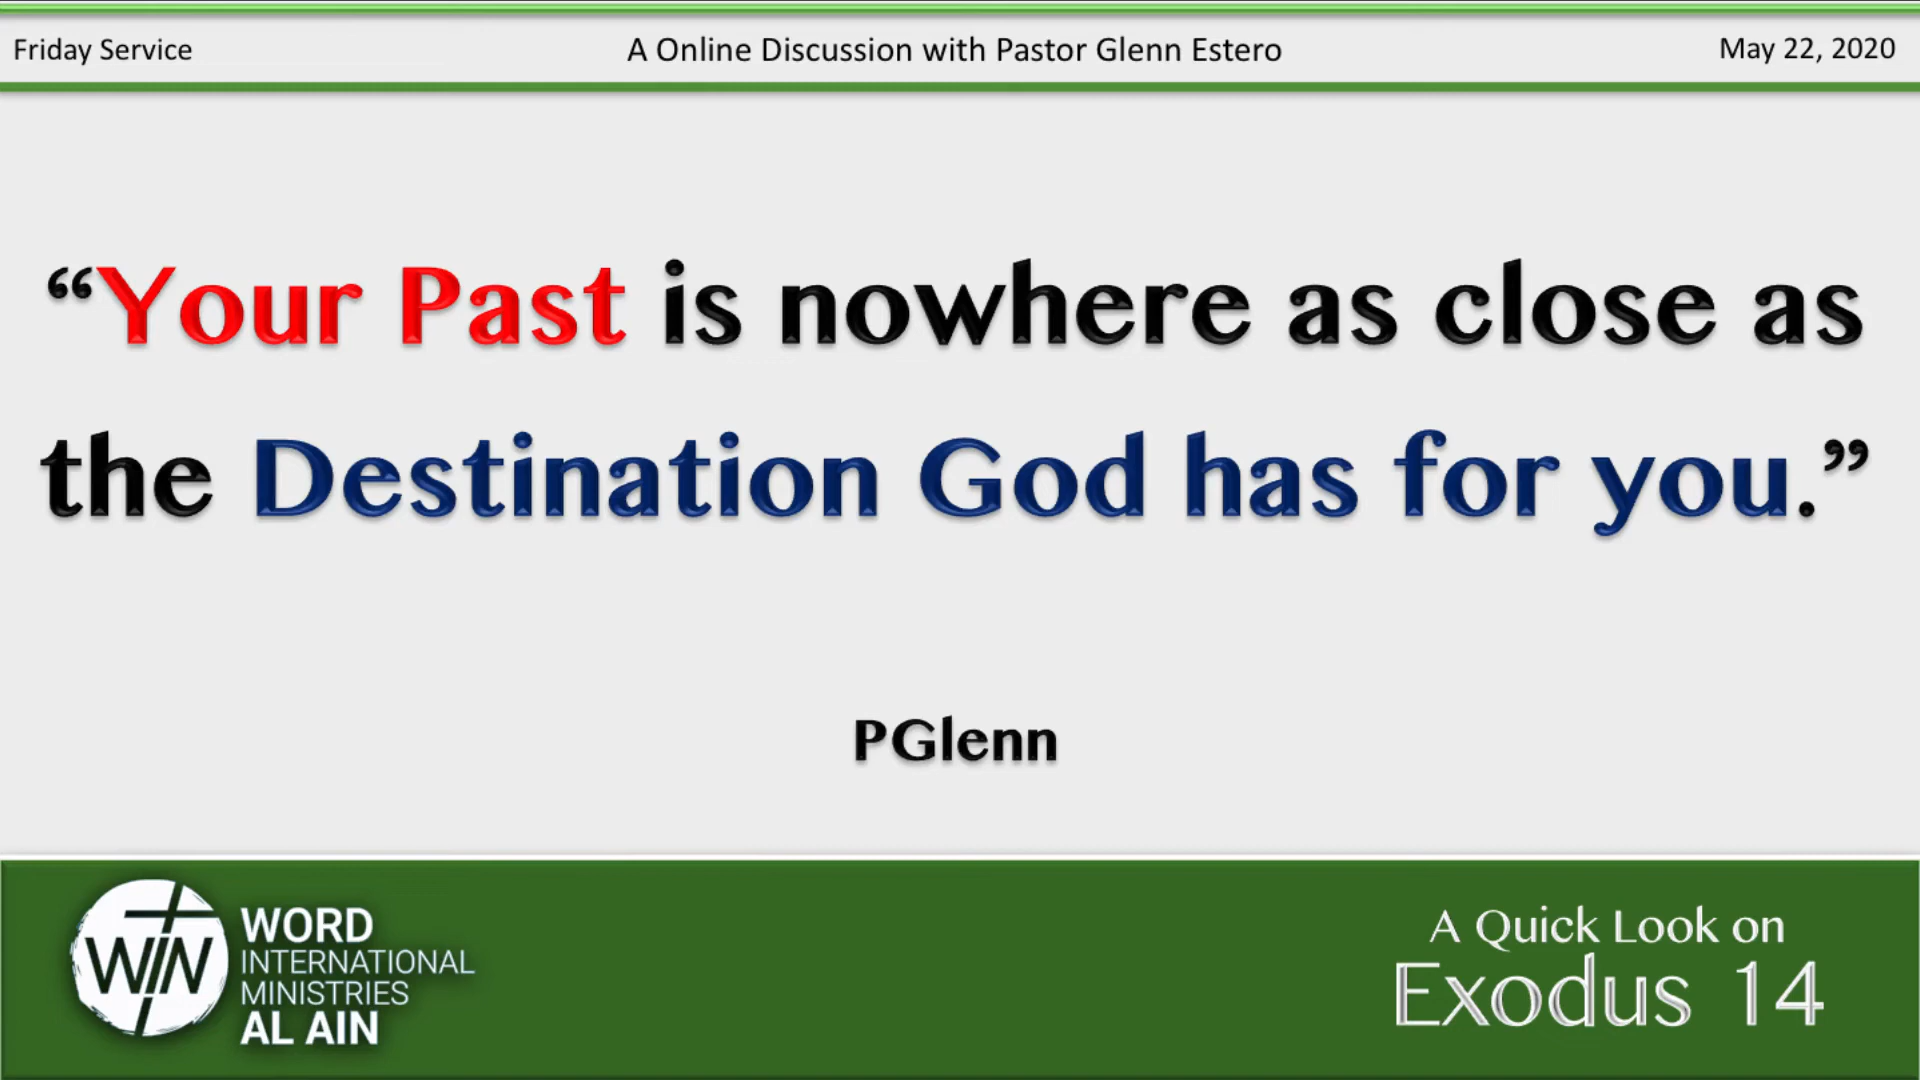 Friday Service
A Online Discussion with Pastor Glenn Estero
May 22, 2020
“Your Past is nowhere as close as
the Destination God has for you.”
PGlenn
WIN
WORD
INTERNATIONAL
MINISTRIES
AL AIN
A Quick Look on
Exodus 14